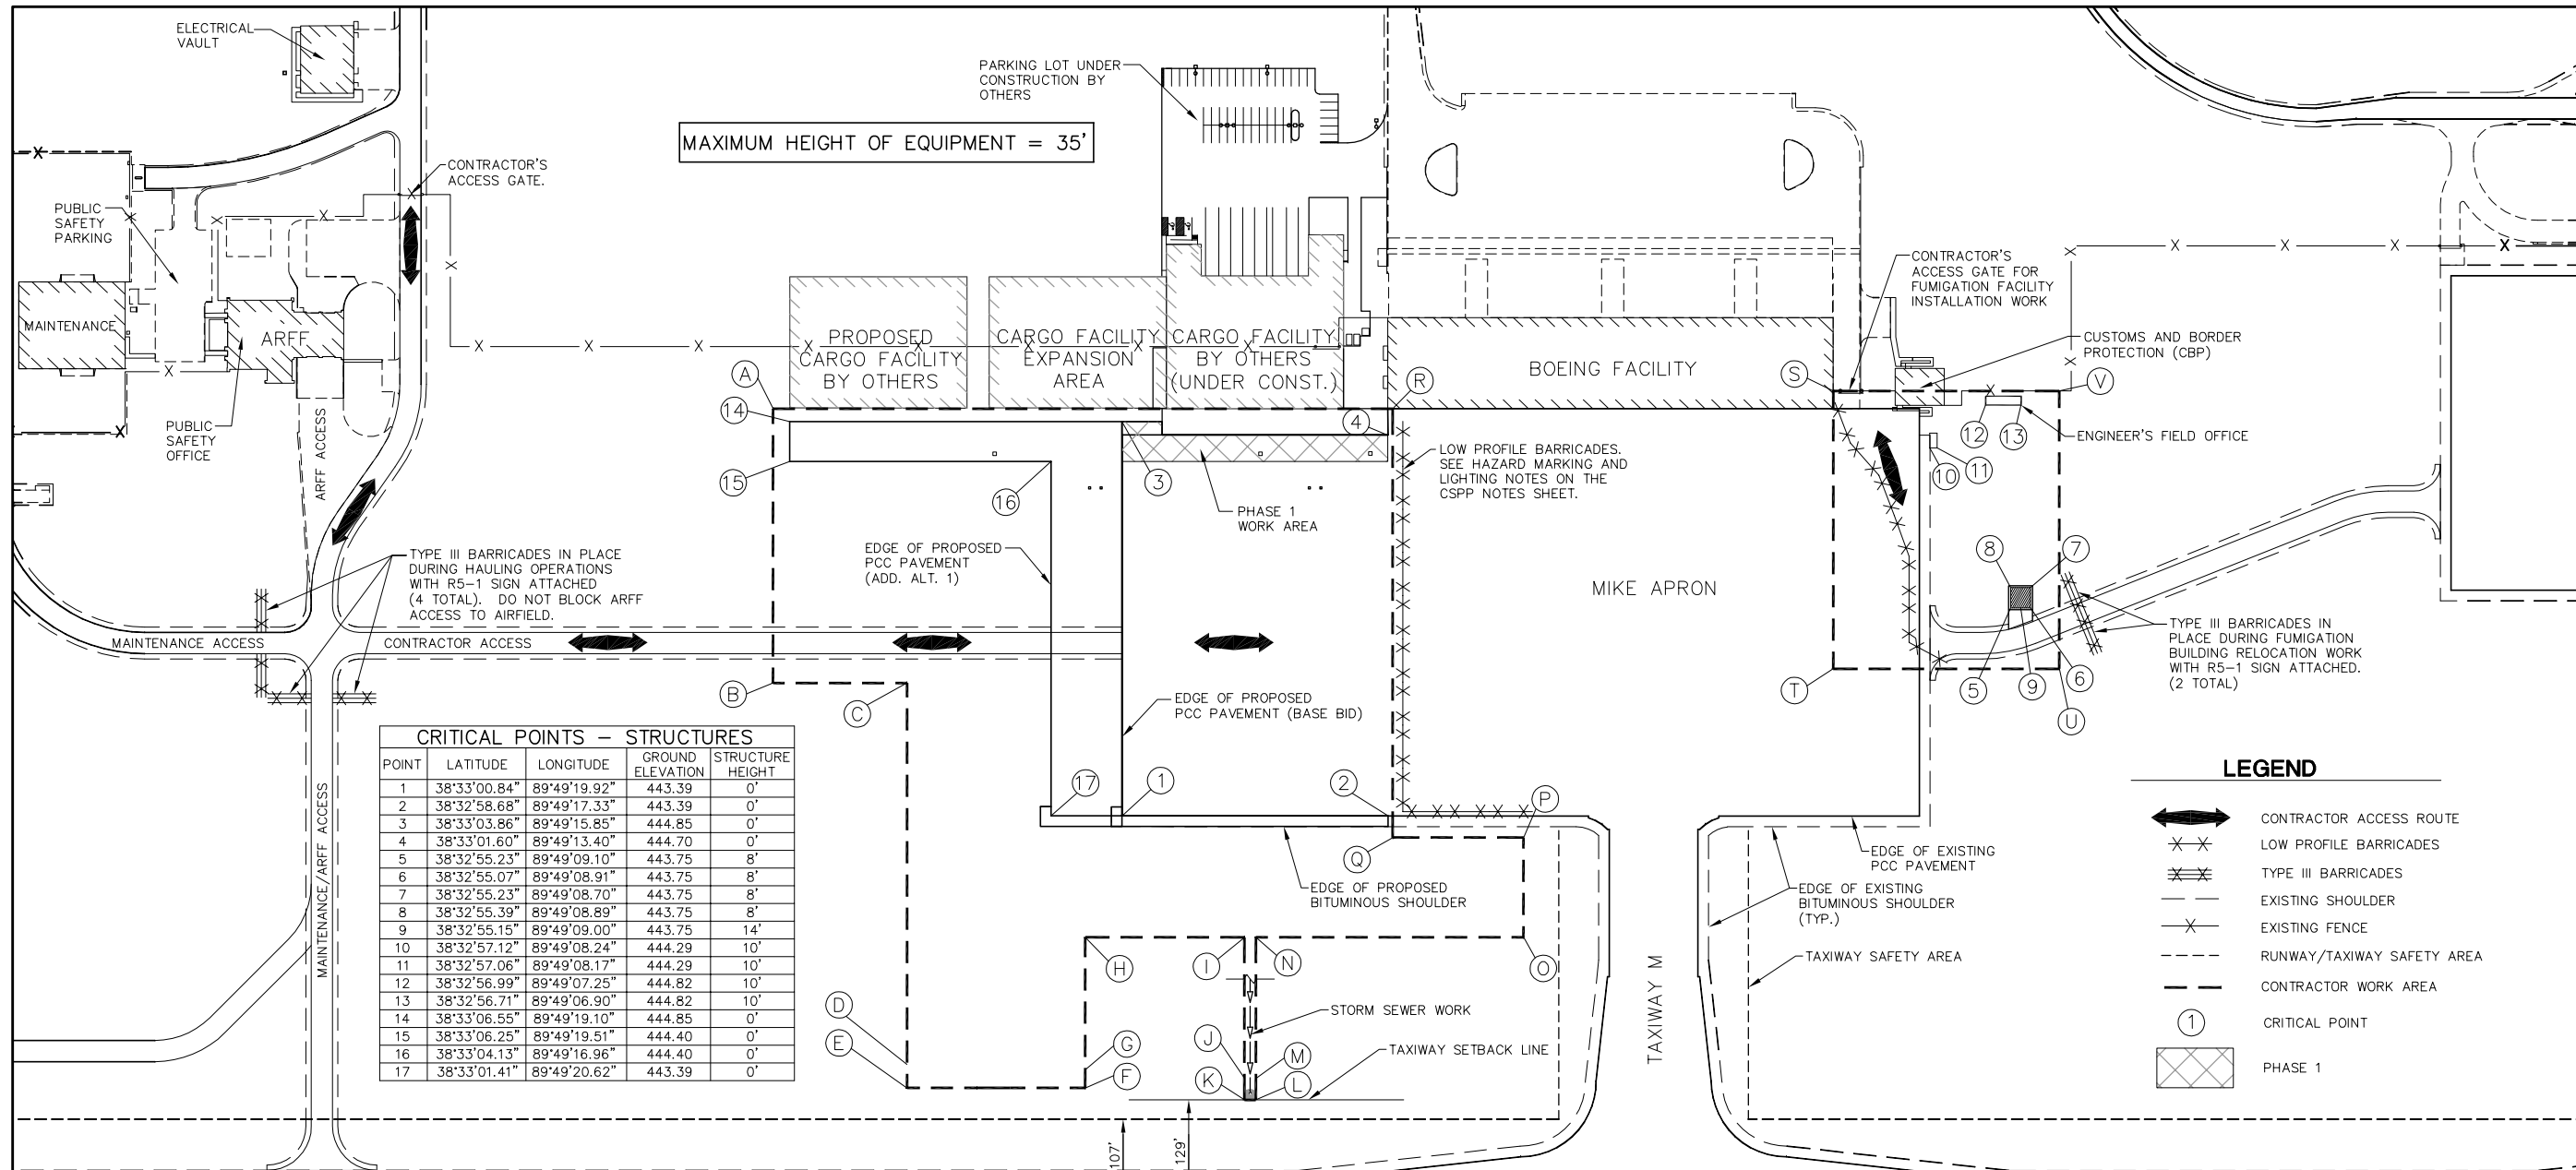 ELECTRICAL
VAULT
PARKING LOT UNDER
CONSTRUCTION BY
OTHERS
MAXIMUM HEIGHT OF EQUIPMENT = 35'
CONTRACTOR'S
ACCESS GATE.
PUBLIC
SAFETY
PARKING
MAINTENANCE
ARFF
PUBLIC
SAFETY
OFFICE
ARFF ACCESS
PROPOSED
CARGO FACILITY
BY OTHERS
CARGO FACILITY
EXPANSION
AREA
CARGO FACILITY
BY OTHERS
(UNDER CONST.)
BOEING FACILITY
CONTRACTOR'S
ACCESS GATE FOR
FUMIGATION FACILITY
INSTALLATION WORK
CUSTOMS AND BORDER
PROTECTION (CBP)
A
14
15
16
3
4
R
S
V
12
13
ENGINEER'S FIELD OFFICE
10
11
LOW PROFILE BARRICADES.
SEE HAZARD MARKING AND
LIGHTING NOTES ON THE
CSPP NOTES SHEET.
PHASE 1
WORK AREA
EDGE OF PROPOSED
PCC PAVEMENT
(ADD. ALT. 1)
TYPE III BARRICADES IN PLACE
DURING HAULING OPERATIONS
WITH R5-1 SIGN ATTACHED
(4 TOTAL).  DO NOT BLOCK ARFF
ACCESS TO AIRFIELD.
MAINTENANCE ACCESS
CONTRACTOR ACCESS
MIKE APRON
8
7
5
9
6
T
U
TYPE III BARRICADES IN
PLACE DURING FUMIGATION
BUILDING RELOCATION WORK
WITH R5-1 SIGN ATTACHED.
(2 TOTAL)
B
C
EDGE OF PROPOSED
PCC PAVEMENT (BASE BID)
17
1
2
P
Q
EDGE OF PROPOSED
BITUMINOUS SHOULDER
EDGE OF EXISTING
PCC PAVEMENT
EDGE OF EXISTING
BITUMINOUS SHOULDER
(TYP.)
TAXIWAY SAFETY AREA
TAXIWAY M
H
I
N
O
D
E
G
F
J
K
M
L
STORM SEWER WORK
TAXIWAY SETBACK LINE
107'
129'
MAINTENANCE/ARFF ACCESS
CRITICAL POINTS – STRUCTURES
POINT LATITUDE LONGITUDE GROUND ELEVATION STRUCTURE HEIGHT
1 38°33'00.84" 89°49'19.92" 443.39 0'
2 38°32'58.68" 89°49'17.33" 443.39 0'
3 38°33'03.86" 89°49'15.85" 444.85 0'
4 38°33'01.60" 89°49'13.40" 444.70 0'
5 38°32'55.23" 89°49'09.10" 443.75 8'
6 38°32'55.07" 89°49'08.91" 443.75 8'
7 38°32'55.23" 89°49'08.70" 443.75 8'
8 38°32'55.39" 89°49'08.89" 443.75 8'
9 38°32'55.15" 89°49'09.00" 443.75 14'
10 38°32'57.12" 89°49'08.24" 444.29 10'
11 38°32'57.06" 89°49'08.17" 444.29 10'
12 38°32'56.99" 89°49'07.25" 444.82 10'
13 38°32'56.71" 89°49'06.90" 444.82 10'
14 38°33'06.55" 89°49'19.10" 444.85 0'
15 38°33'06.25" 89°49'19.51" 444.40 0'
16 38°33'04.13" 89°49'16.96" 444.40 0'
17 38°33'01.41" 89°49'20.62" 443.39 0'
LEGEND
CONTRACTOR ACCESS ROUTE
LOW PROFILE BARRICADES
TYPE III BARRICADES
EXISTING SHOULDER
EXISTING FENCE
RUNWAY/TAXIWAY SAFETY AREA
CONTRACTOR WORK AREA
1 CRITICAL POINT
PHASE 1